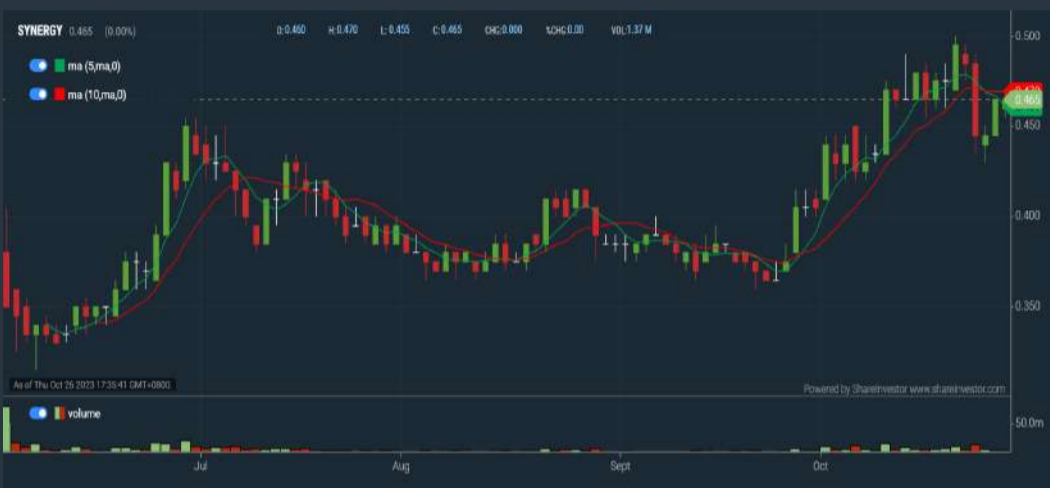 SYNERGY 0.465 (0.00%) O:0.460 H:0.470 L:0.455 C:0.465 CHG:0.000 %CHG:0.00 VOL:1.37 M
ma (5,ma,0)
ma (10,ma,0)
0.500
0.465
0.450
0.400
0.350
As of Thu Oct 26 2023 17:35:41 GMT+0800
Powered by ShareInvestor www.shareinvestor.com
volume
50.0m
Jul Aug Sept Oct